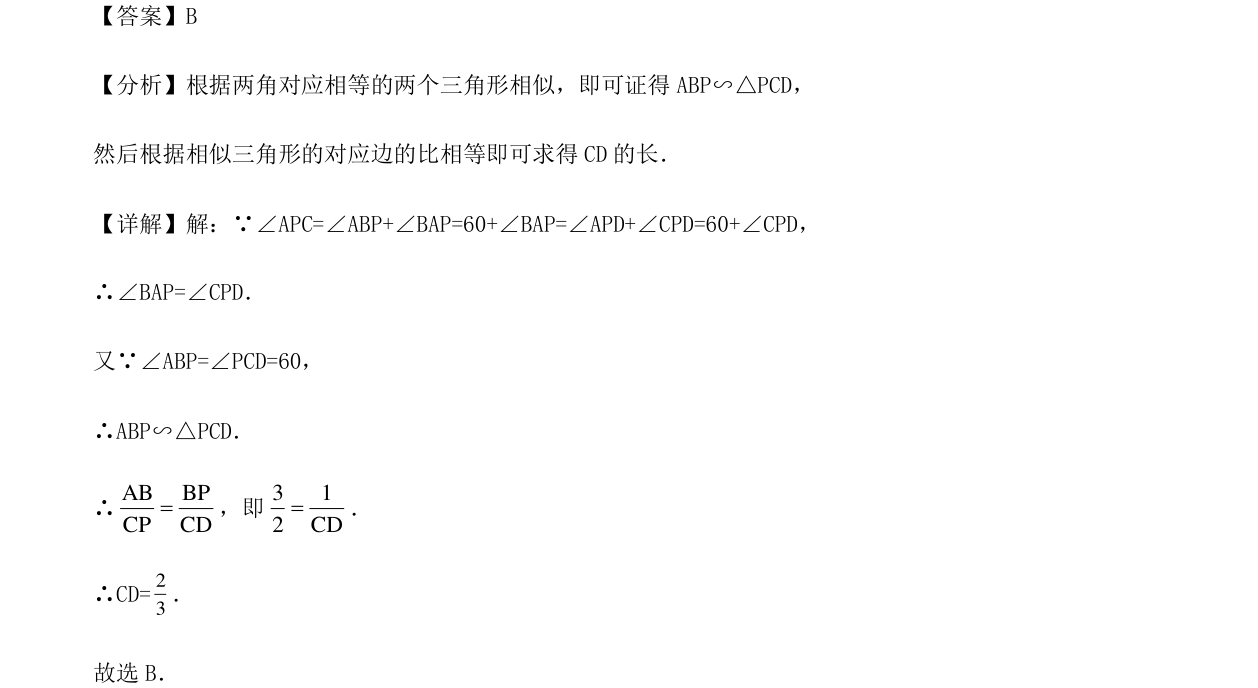 【答案】B
【分析】根据两角对应相等的两个三角形相似，即可证得 ABP∽△PCD，
然后根据相似三角形的对应边的比相等即可求得 CD 的长．
【详解】解：∵∠APC=∠ABP+∠BAP=60+∠BAP=∠APD+∠CPD=60+∠CPD，
∴∠BAP=∠CPD．
又∵∠ABP=∠PCD=60，
∴ABP∽△PCD．
∴AB/CP=BP/CD，即3/2=1/CD．
∴CD=2/3．
故选 B．